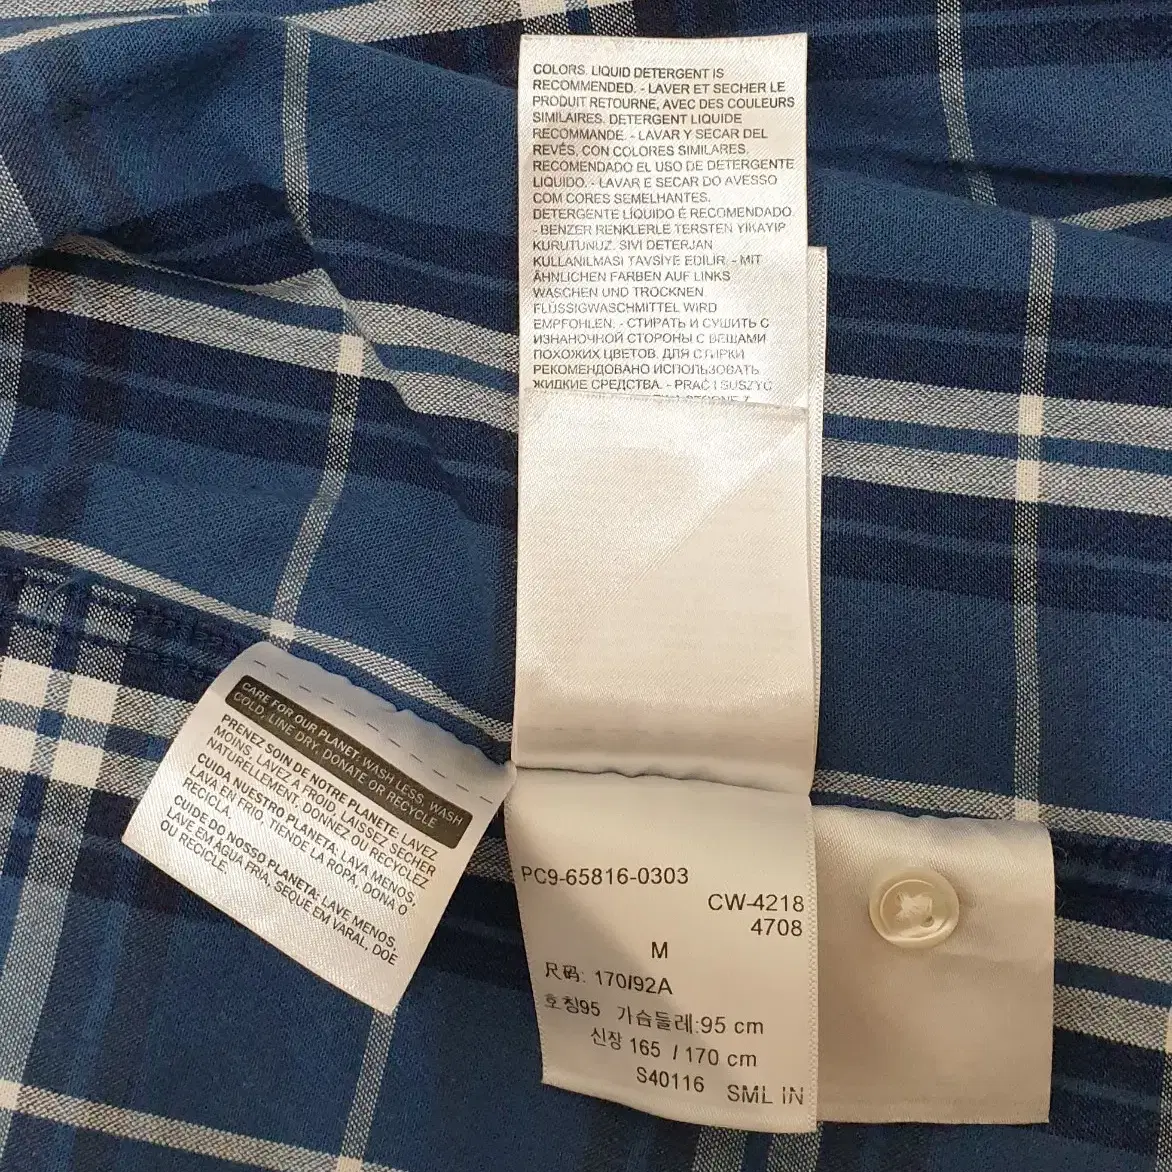 COLORS. LIQUID DETERGENT IS
RECOMMENDED. - LAVER ET SECHER LE
PRODUIT RETOURNE, AVEC DES COULEURS
SIMILAIRES. DETERGENT LIQUIDE
RECOMMANDE. - LAVAR Y SECAR DEL
REVÉS, CON COLORES SIMILARES.
RECOMENDADO EL USO DE DETERGENTE
LIQUIDO. - LAVAR E SECAR DO AVESSO
COM CORES SEMELHANTES.
DETERGENTE LÍQUIDO É RECOMENDADO.
- BENZER RENKLERLE TERSTEN YIKAYIP
KURUTUNUZ. SIVI DETERJAN
KULLANILMASI TAVSİYE EDILIR. - MIT
ÄHNLICHEN FARBEN AUF LINKS
WASCHEN UND TROCKNEN.
FLÜSSIGWASCHMITTEL WIRD
EMPFOHLEN. - СТИРАТЬ И СУШИТЬ С
ИЗНАНОЧНОЙ СТОРОНЫ С ВЕЩАМИ
ПОХОЖИХ ЦВЕТОВ. ДЛЯ СТИРКИ
РЕКОМЕНДОВАНО ИСПОЛЬЗОВАТЬ
ЖИДКИЕ СРЕДСТВА. - PRAĆ I SUSZYĆ
CARE FOR OUR PLANET: WASH LESS, WASH
COLD, LINE DRY, DONATE OR RECYCLE
PRENEZ SOIN DE NOTRE PLANETE: LAVEZ
MOINS, LAVEZ A FROID, LAISSEZ SECHER
NATURELLEMENT, DONNEZ OU RECYCLEZ
CUIDA NUESTRO PLANETA: LAVA MENOS,
LAVA EN FRIO, TIENDE LA ROPA, DONA O
RECICLA.
CUIDE DO NOSSO PLANETA: LAVE MENOS,
LAVE EM ÁGUA FRIA, SEQUE EM VARAL, DOE
OU RECICLE.
PC9-65816-0303
CW-4218
4708
M
尺码: 170/92A
호칭95 가슴둘레:95 cm
신장 165 / 170 cm
S40116 SML IN